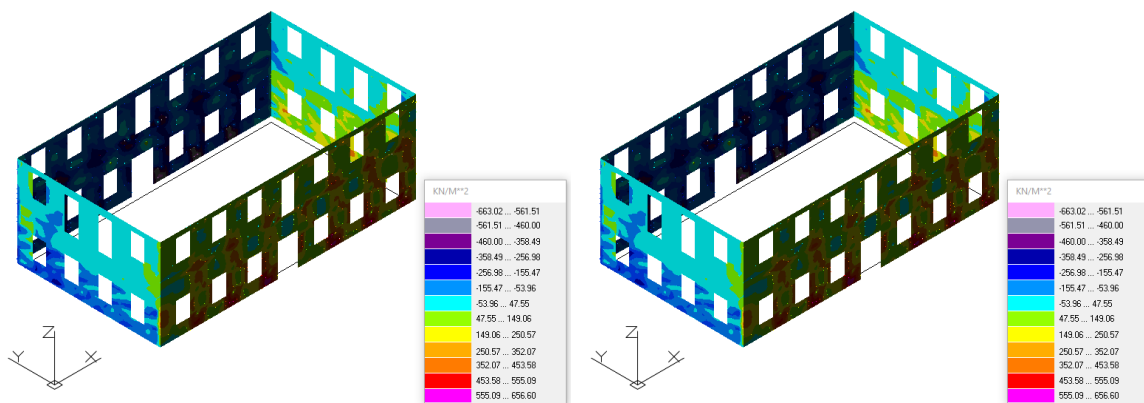 KN/M**2
-663.02 ... -561.51
-561.51 ... -460.00
-460.00 ... -358.49
-358.49 ... -256.98
-256.98 ... -155.47
-155.47 ... -53.96
-53.96 ... 47.55
47.55 ... 149.06
149.06 ... 250.57
250.57 ... 352.07
352.07 ... 453.58
453.58 ... 555.09
555.09 ... 656.60
Z
Y X
KN/M**2
-663.02 ... -561.51
-561.51 ... -460.00
-460.00 ... -358.49
-358.49 ... -256.98
-256.98 ... -155.47
-155.47 ... -53.96
-53.96 ... 47.55
47.55 ... 149.06
149.06 ... 250.57
250.57 ... 352.07
352.07 ... 453.58
453.58 ... 555.09
555.09 ... 656.60
Z
Y X